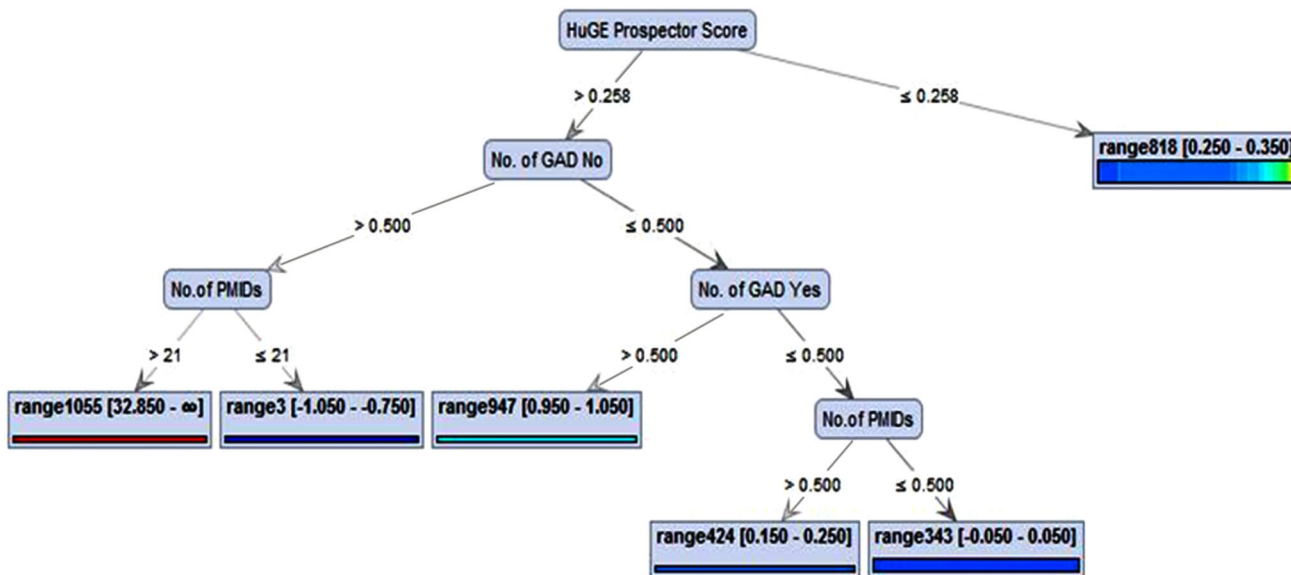 HuGE Prospector Score
> 0.258
≤ 0.258
No. of GAD No
range818 [0.250 - 0.350]
> 0.500
≤ 0.500
No.of PMIDs
No. of GAD Yes
> 21
≤ 21
> 0.500
≤ 0.500
range1055 [32.850 - ∞]
range3 [-1.050 - -0.750]
range947 [0.950 - 1.050]
No.of PMIDs
> 0.500
≤ 0.500
range424 [0.150 - 0.250]
range343 [-0.050 - 0.050]